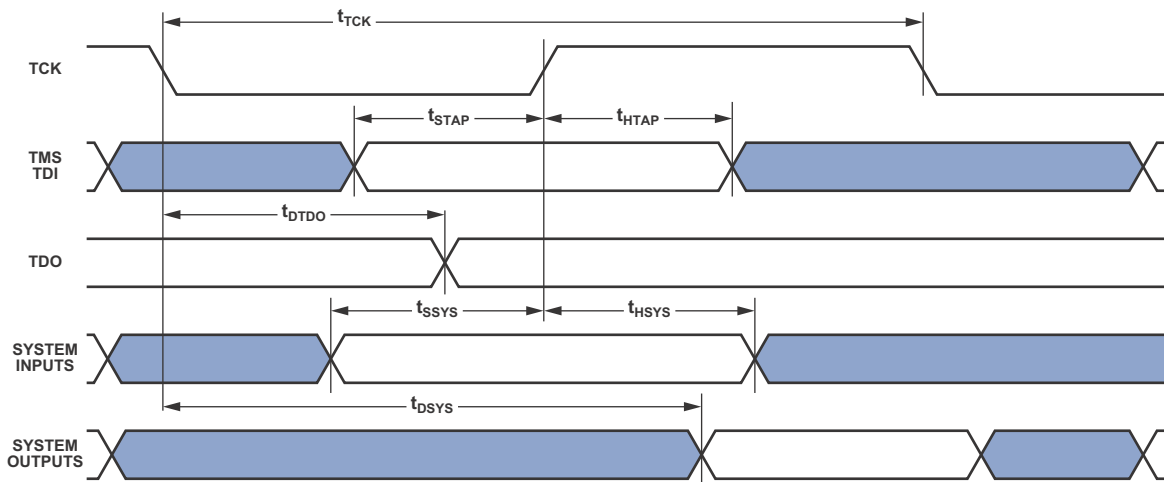 tTCK
TCK
tSTAP
tHTAP
TMS
TDI
tDTDO
TDO
tSSYS
tHSYS
SYSTEM
INPUTS
tDSYS
SYSTEM
OUTPUTS